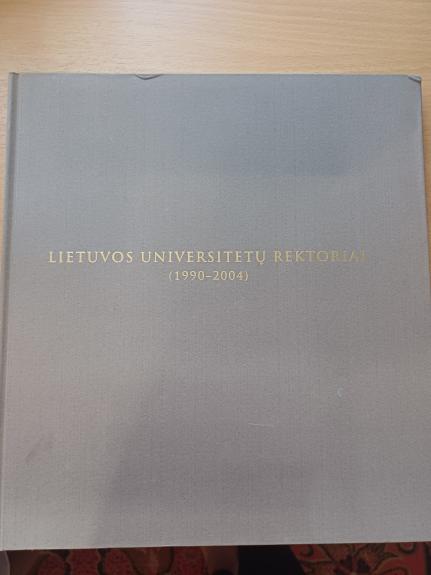 LIETUVOS UNIVERSITETŲ REKTORIAI
(1990–2004)